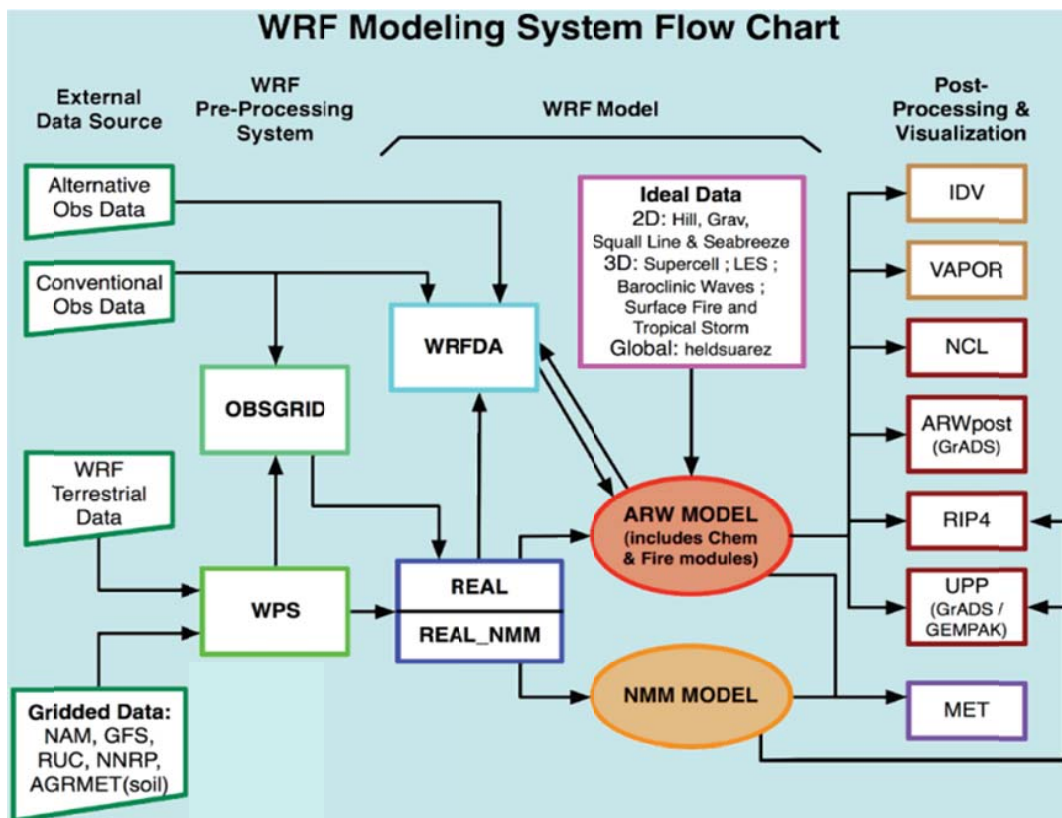 WRF Modeling System Flow Chart
External
Data Source
WRF
Pre-Processing
System
WRF Model
Post-
Processing &
Visualization
Alternative
Obs Data
Conventional
Obs Data
WRF
Terrestrial
Data
Gridded Data:
NAM, GFS,
RUC, NNRP,
AGRMET(soil)
OBSGRID
WPS
WRFDA
REAL
REAL_NMM
Ideal Data
2D: Hill, Grav,
Squall Line & Seabreeze
3D: Supercell ; LES ;
Baroclinic Waves ;
Surface Fire and
Tropical Storm
Global: heldsuarez
ARW MODEL
(includes Chem
& Fire modules)
NMM MODEL
IDV
VAPOR
NCL
ARWpost
(GrADS)
RIP4
UPP
(GrADS /
GEMPAK)
MET